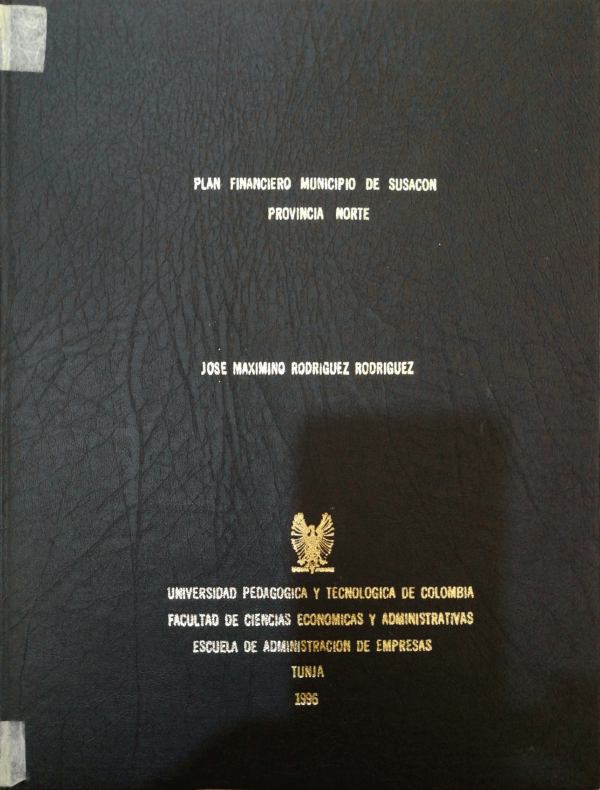 PLAN FINANCIERO MUNICIPIO DE SUSACON
PROVINCIA NORTE
JOSE MAXIMINO RODRIGUEZ RODRIGUEZ
UNIVERSIDAD PEDAGOGICA Y TECNOLOGICA DE COLOMBIA
FACULTAD DE CIENCIAS ECONOMICAS Y ADMINISTRATIVAS
ESCUELA DE ADMINISTRACION DE EMPRESAS
TUNJA
1996